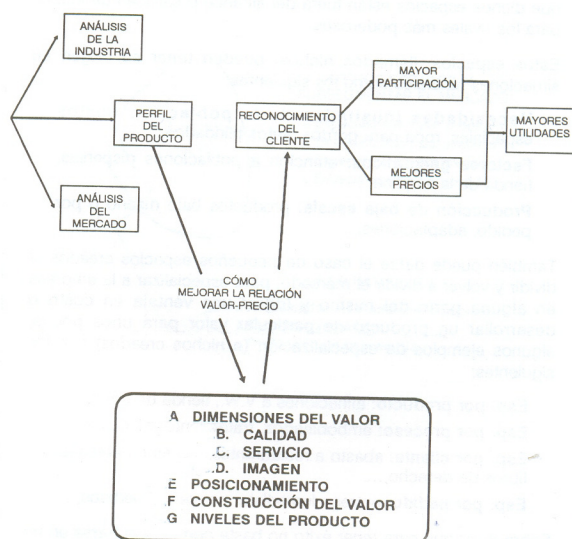 ANÁLISIS
DE LA
INDUSTRIA
PERFIL
DEL
PRODUCTO
ANÁLISIS
DEL
MERCADO
RECONOCIMIENTO
DEL
CLIENTE
MAYOR
PARTICIPACIÓN
MEJORES
PRECIOS
MAYORES
UTILIDADES
CÓMO
MEJORAR LA RELACIÓN
VALOR-PRECIO
A DIMENSIONES DEL VALOR
B. CALIDAD
C. SERVICIO
D. IMAGEN
E POSICIONAMIENTO
F CONSTRUCCIÓN DEL VALOR
G NIVELES DEL PRODUCTO